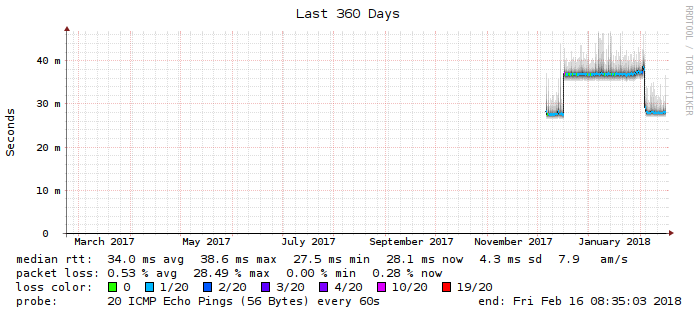 Last 360 Days
RRDTOOL / TOBI OETIKER
Seconds
40 m
30 m
20 m
10 m
0
March 2017 May 2017 July 2017 September 2017 November 2017 January 2018
median rtt: 34.0 ms avg 38.6 ms max 27.5 ms min 28.1 ms now 4.3 ms sd 7.9 am/s
packet loss: 0.53 % avg 28.49 % max 0.00 % min 0.28 % now
loss color: 0 1/20 2/20 3/20 4/20 10/20 19/20
probe: 20 ICMP Echo Pings (56 Bytes) every 60s end: Fri Feb 16 08:35:03 2018